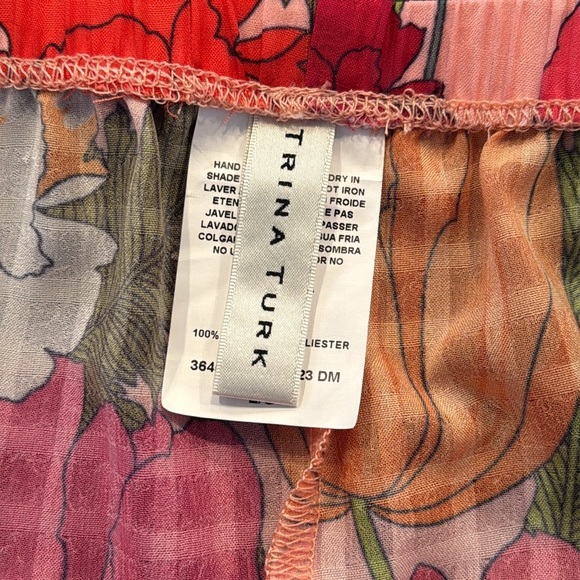 TRINA TURK
HAND DRY IN
SHADE OT IRON
LAVER FROIDE
ETEN E PAS
JAVEL PASSER
LAVADO UA FRIA
COLGA SOMBRA
NO U OR NO
100% LIESTER
364 23 DM